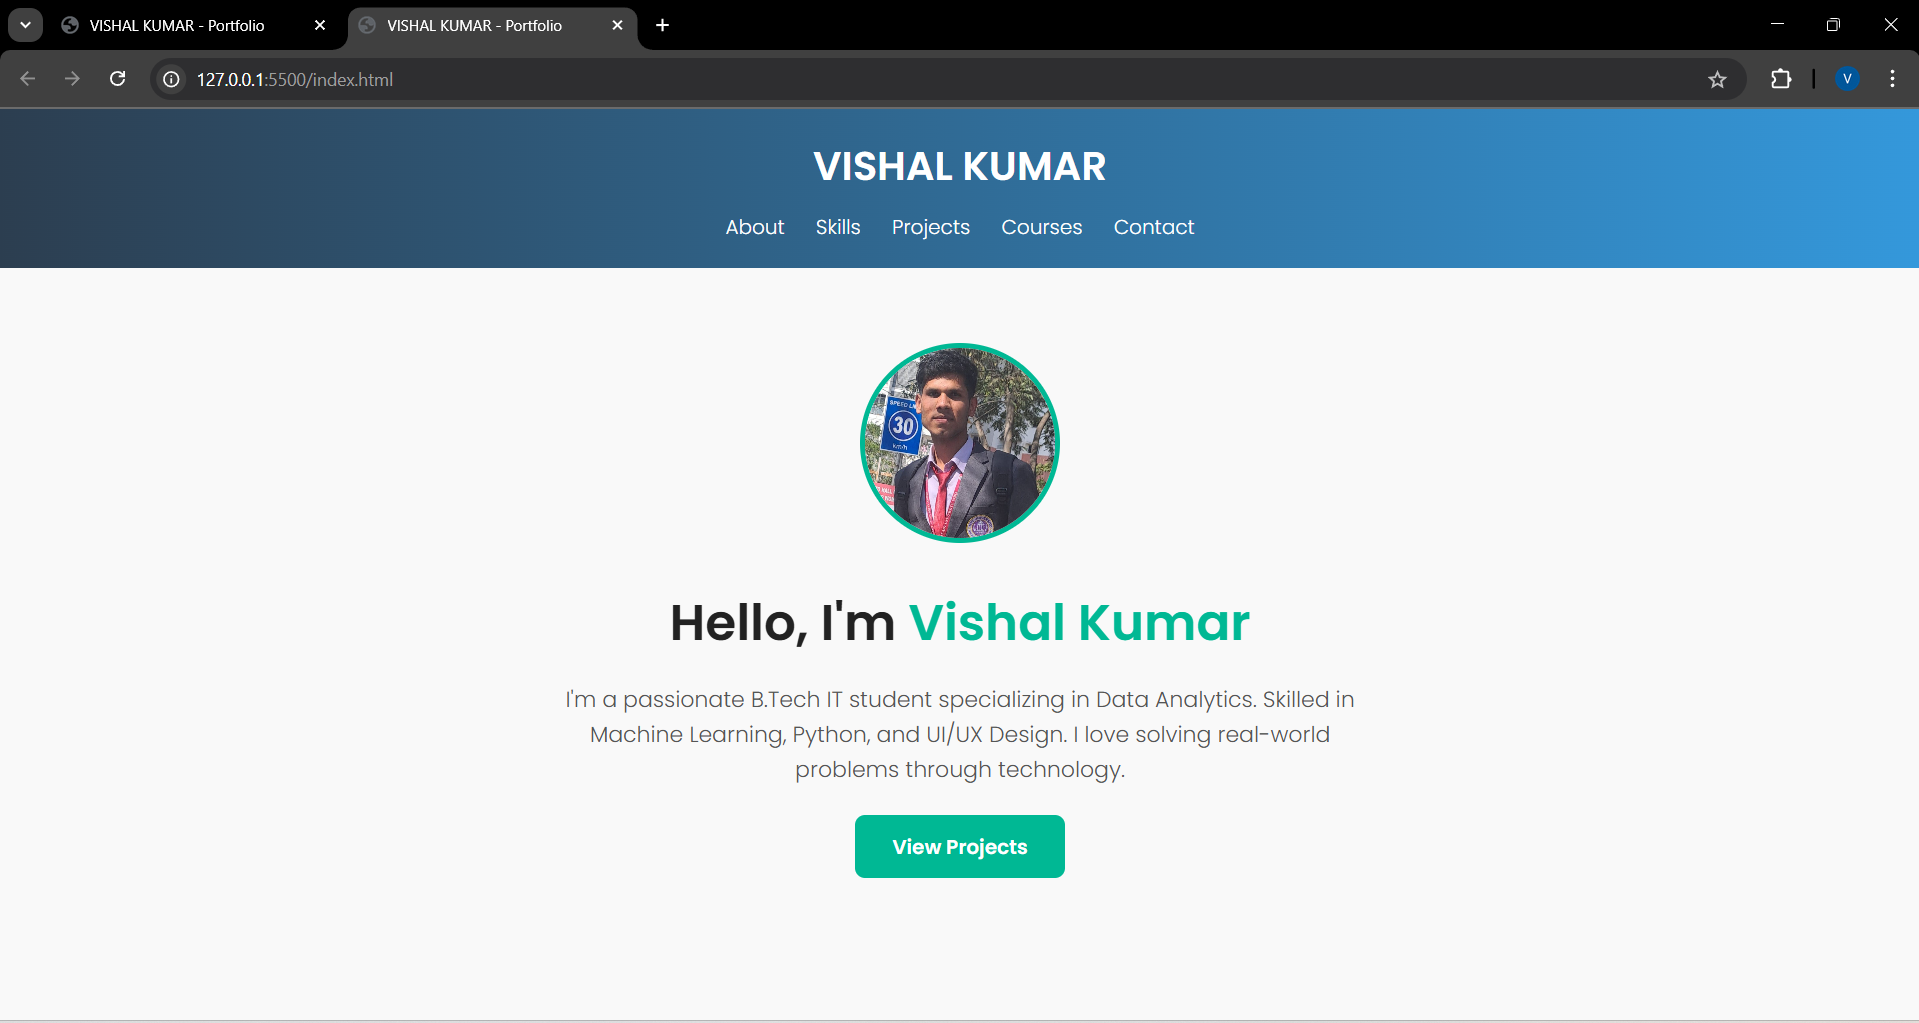 VISHAL KUMAR - Portfolio
VISHAL KUMAR - Portfolio
127.0.0.1:5500/index.html
V
VISHAL KUMAR
About Skills Projects Courses Contact
SPEED
30
km/h
Hello, I'm Vishal Kumar
I'm a passionate B.Tech IT student specializing in Data Analytics. Skilled in
Machine Learning, Python, and UI/UX Design. I love solving real-world
problems through technology.
View Projects